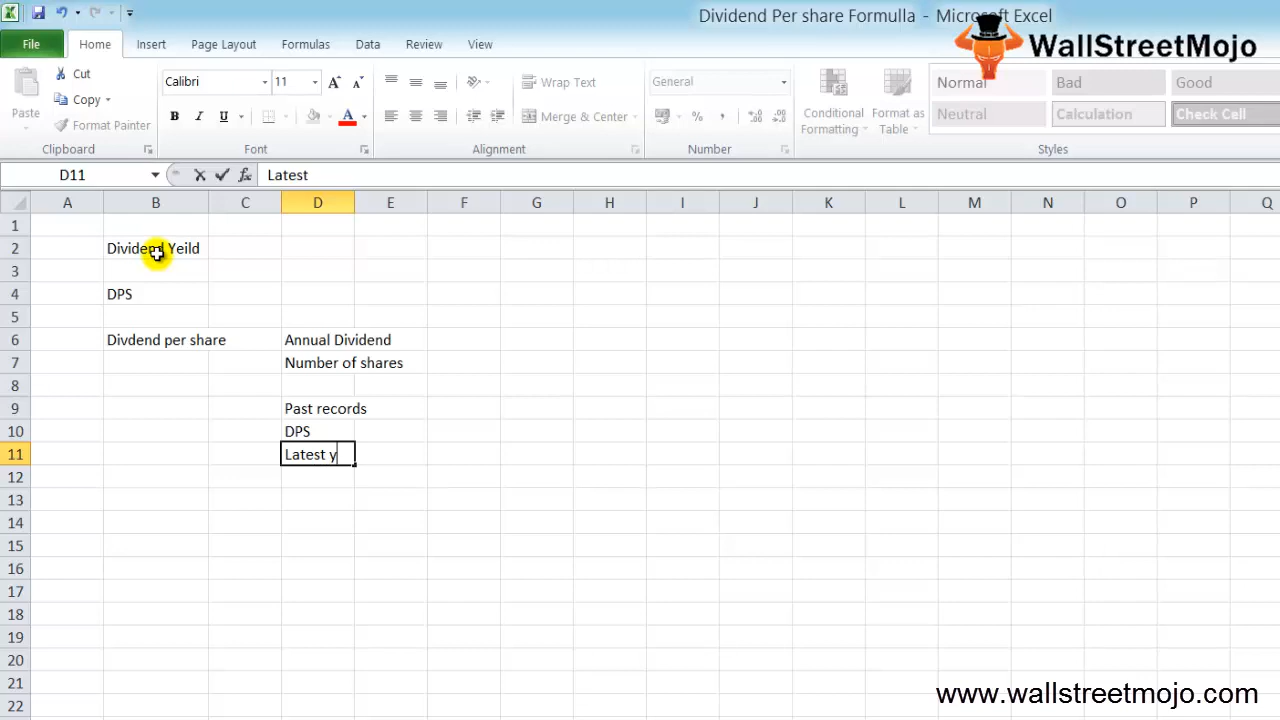 Dividend Per share Formulla - Microsoft Excel
WallStreetMojo
File Home Insert Page Layout Formulas Data Review View
Paste
Cut
Copy
Format Painter
Clipboard
Calibri 11
B I U A
Font
Wrap Text
Merge & Center
Alignment
General
%
Number
Conditional Formatting
Format as Table
Normal Bad Good
Neutral Calculation Check Cell
Styles
D11 fx Latest
A B C D E F G H I J K L M N O P Q
1
2 Dividend Yeild
3
4 DPS
5
6 Divdend per share Annual Dividend
7 Number of shares
8
9 Past records
10 DPS
11 Latest y
12
13
14
15
16
17
18
19
20
21
22
www.wallstreetmojo.com